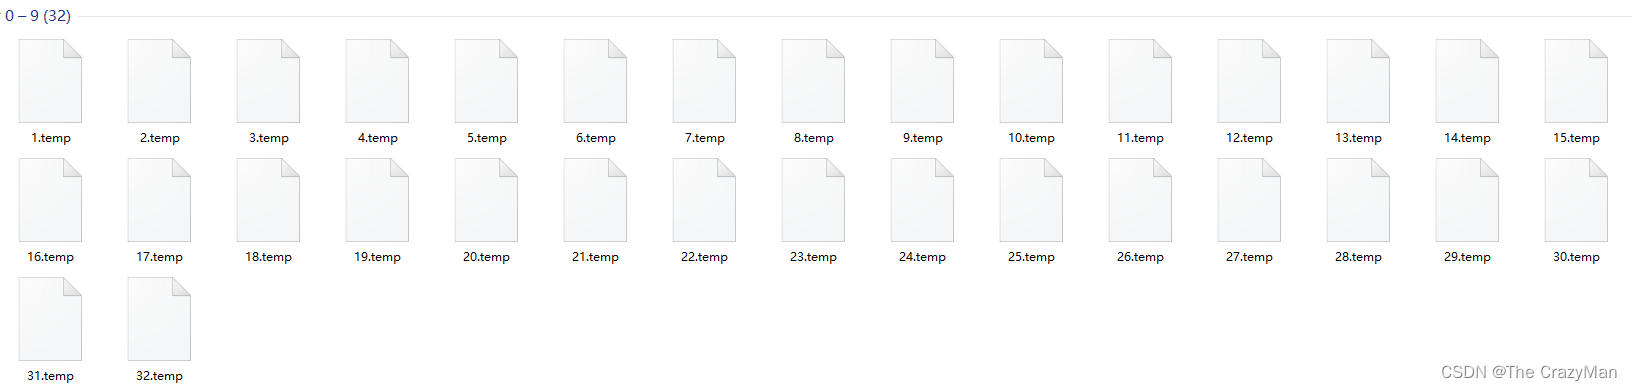 0 – 9 (32)
1.temp 2.temp 3.temp 4.temp 5.temp 6.temp 7.temp 8.temp 9.temp 10.temp 11.temp 12.temp 13.temp 14.temp 15.temp
16.temp 17.temp 18.temp 19.temp 20.temp 21.temp 22.temp 23.temp 24.temp 25.temp 26.temp 27.temp 28.temp 29.temp 30.temp
31.temp 32.temp
CSDN @The CrazyMan